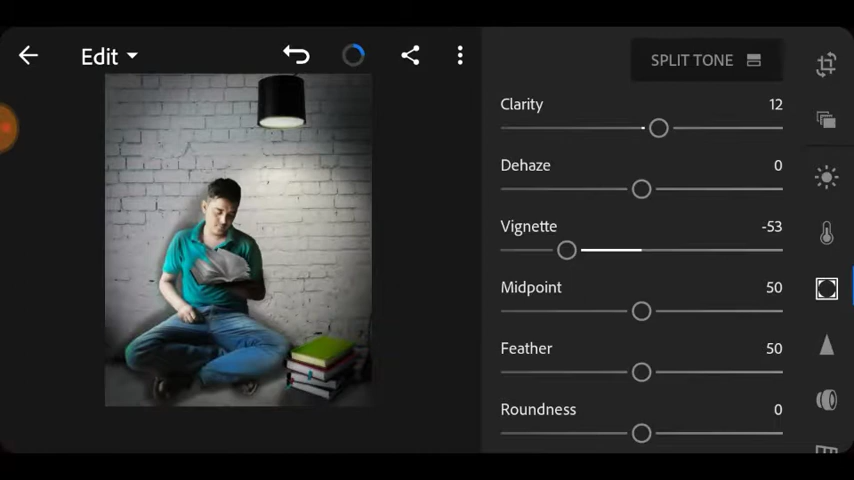 Edit
SPLIT TONE
Clarity 12
Dehaze 0
Vignette -53
Midpoint 50
Feather 50
Roundness 0